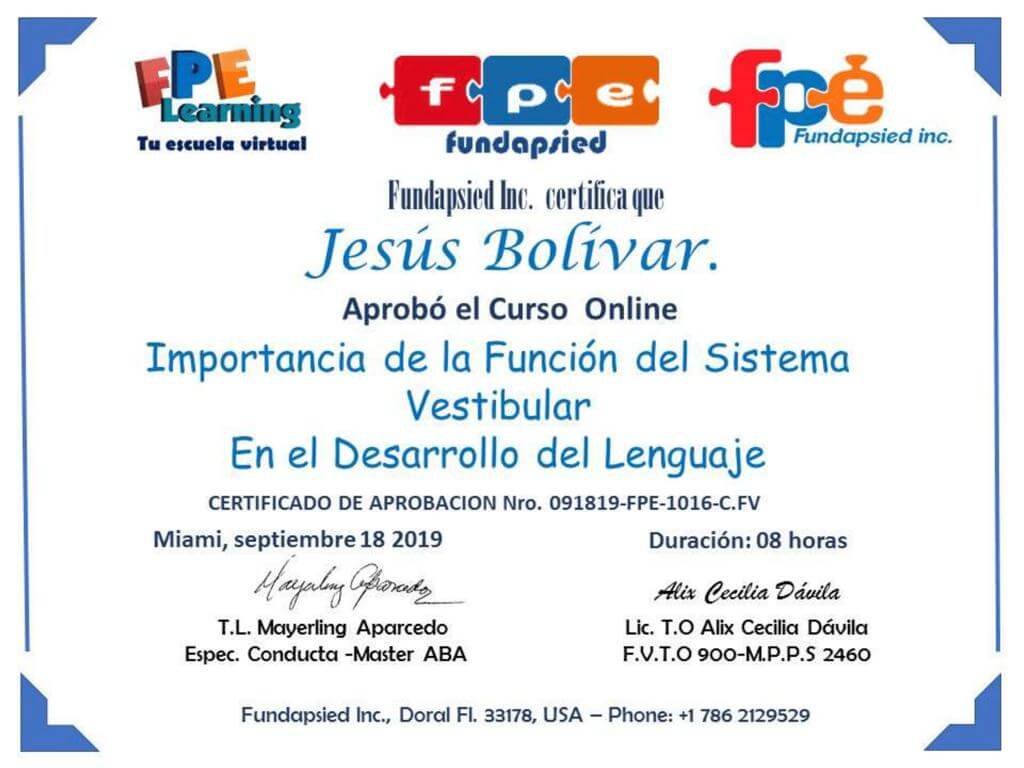 FPE
Learning
Tu escuela virtual
fpe
fundapsied
fpe
Fundapsied inc.
Fundapsied Inc. certifica que
Jesús Bolívar.
Aprobó el Curso Online
Importancia de la Función del Sistema
Vestibular
En el Desarrollo del Lenguaje
CERTIFICADO DE APROBACION Nro. 091819-FPE-1016-C.FV
Miami, septiembre 18 2019
Duración: 08 horas
Mayerling Aparcedo
Alix Cecilia Dávila
T.L. Mayerling Aparcedo
Lic. T.O Alix Cecilia Dávila
Espec. Conducta -Master ABA
F.V.T.O 900-M.P.P.S 2460
Fundapsied Inc., Doral Fl. 33178, USA – Phone: +1 786 2129529